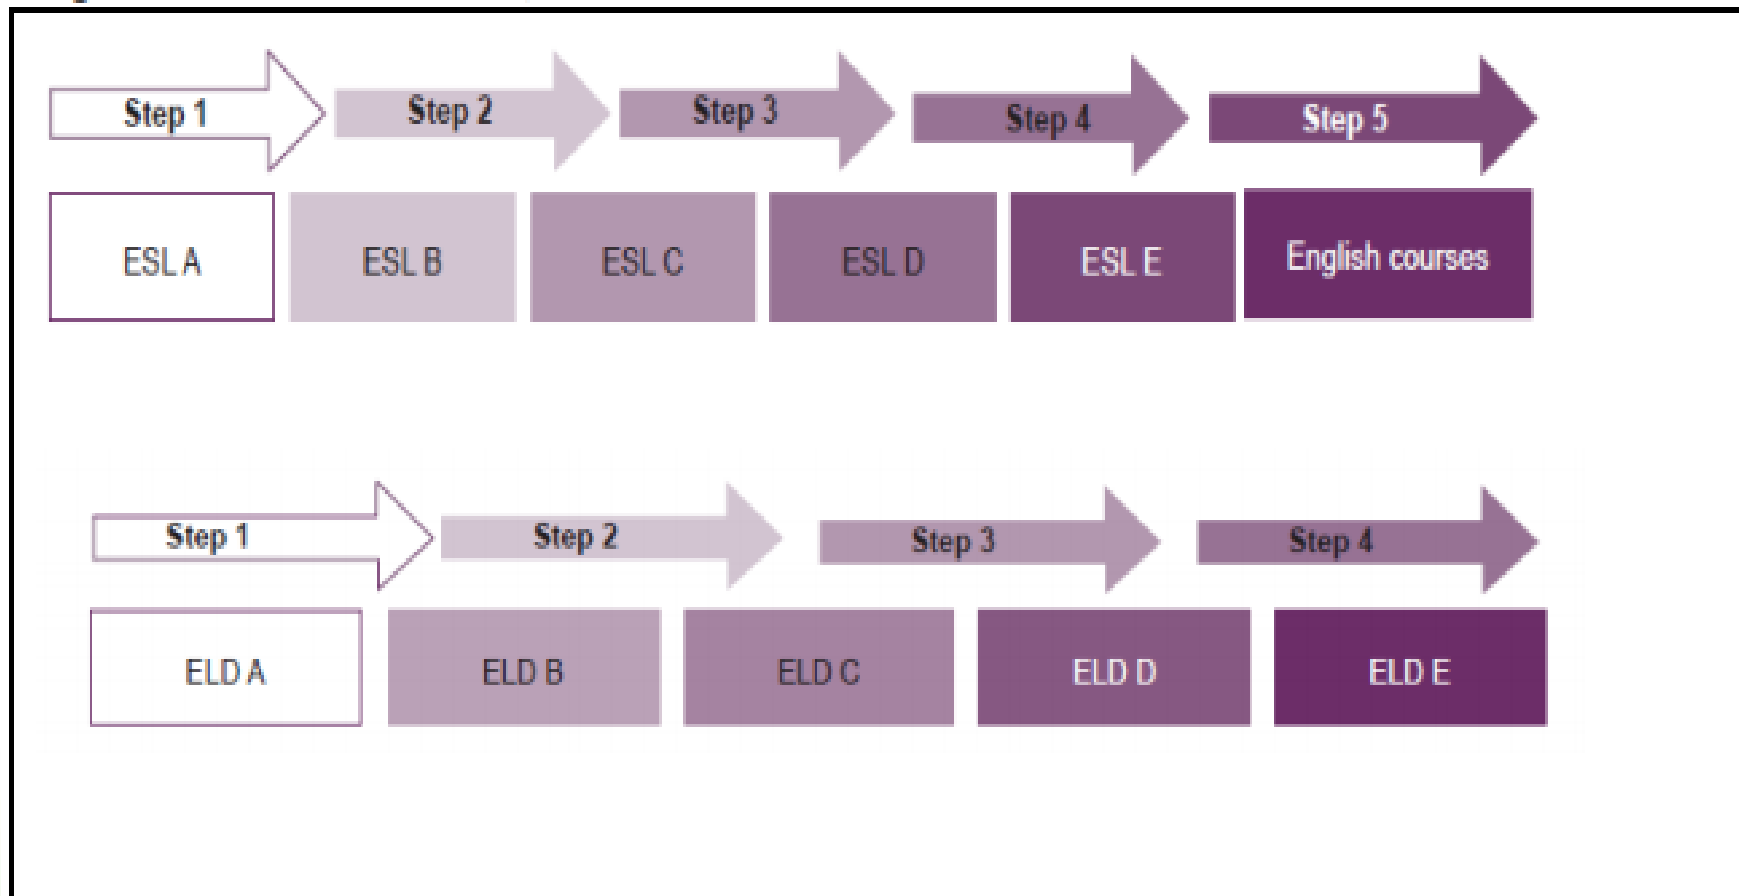 Step 1 Step 2 Step 3 Step 4 Step 5
ESL A ESL B ESL C ESL D ESL E English courses
Step 1 Step 2 Step 3 Step 4
ELD A ELD B ELD C ELD D ELD E